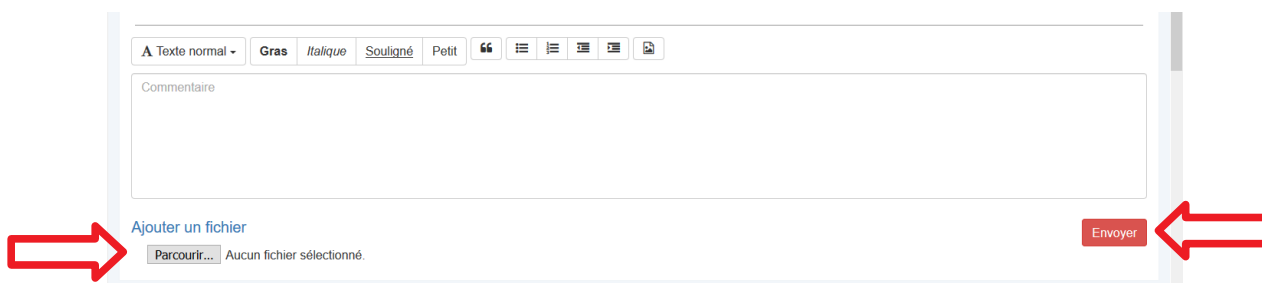 A Texte normal Gras Italique Souligné Petit
Commentaire
Ajouter un fichier
Envoyer
Parcourir... Aucun fichier sélectionné.